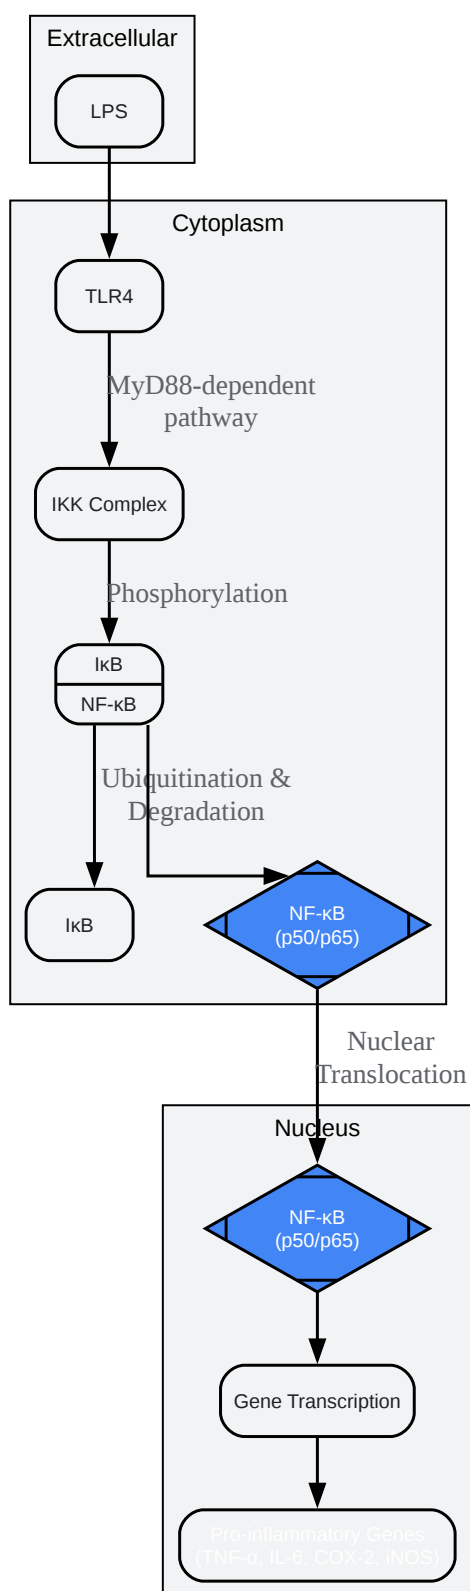 Extracellular
LPS
Cytoplasm
TLR4
MyD88-dependent
pathway
IKK Complex
Phosphorylation
IκB
NF-κB
Ubiquitination &
Degradation
IκB
NF-κB
(p50/p65)
Nuclear
Translocation
Nucleus
NF-κB
(p50/p65)
Gene Transcription
Pro-inflammatory Genes
(TNF-α, IL-6, COX-2, iNOS)